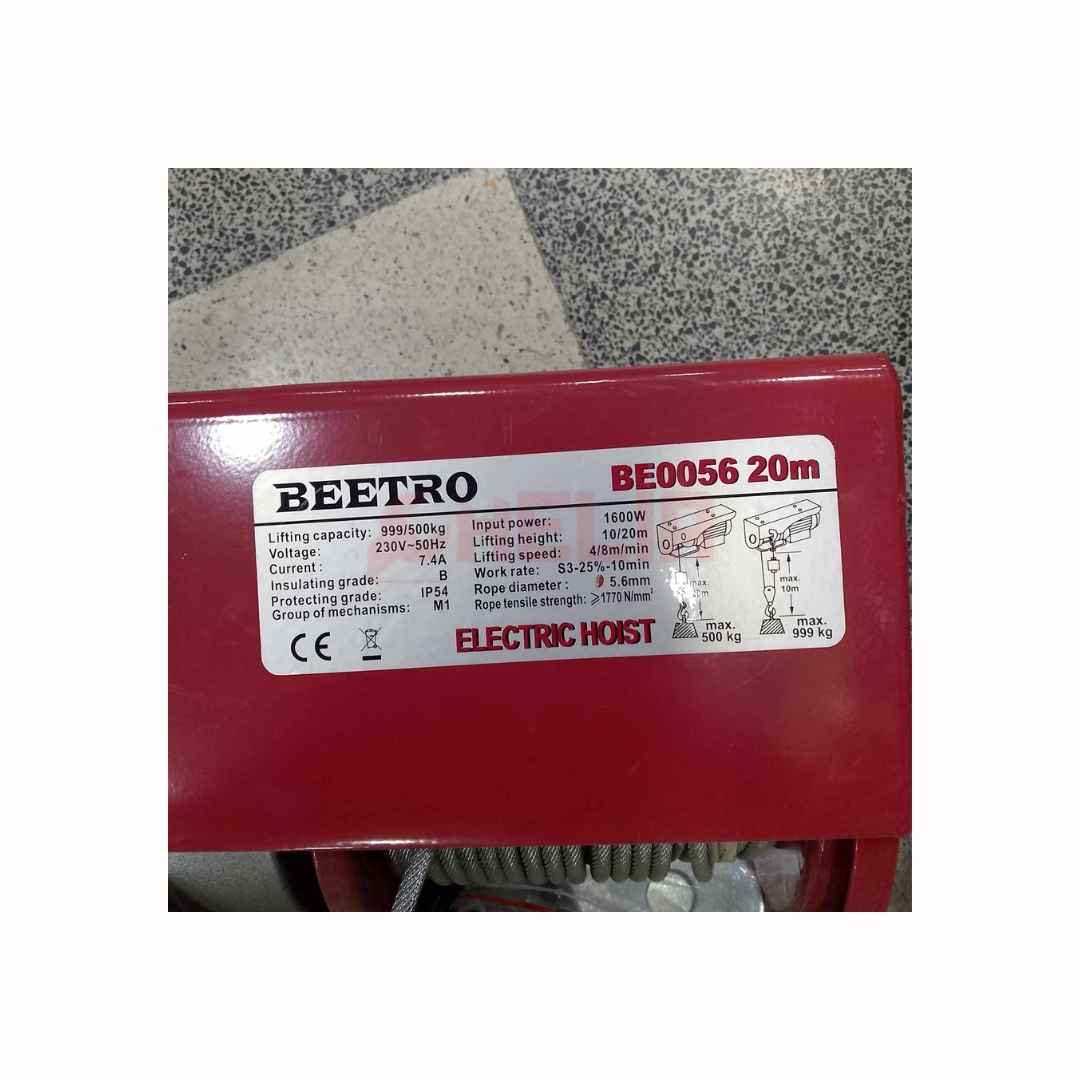 BEETRO
BE0056 20m
Lifting capacity: 999/500kg
Voltage: 230V~50Hz
Current : 7.4A
Insulating grade: B
Protecting grade: IP54
Group of mechanisms: M1
Input power: 1600W
Lifting height: 10/20m
Lifting speed: 4/8m/min
Work rate: S3-25%-10min
Rope diameter : 5.6mm
Rope tensile strength: ≥1770 N/mm²
CE
ELECTRIC HOIST
max.
max.
500 kg
max.
10m
max.
999 kg